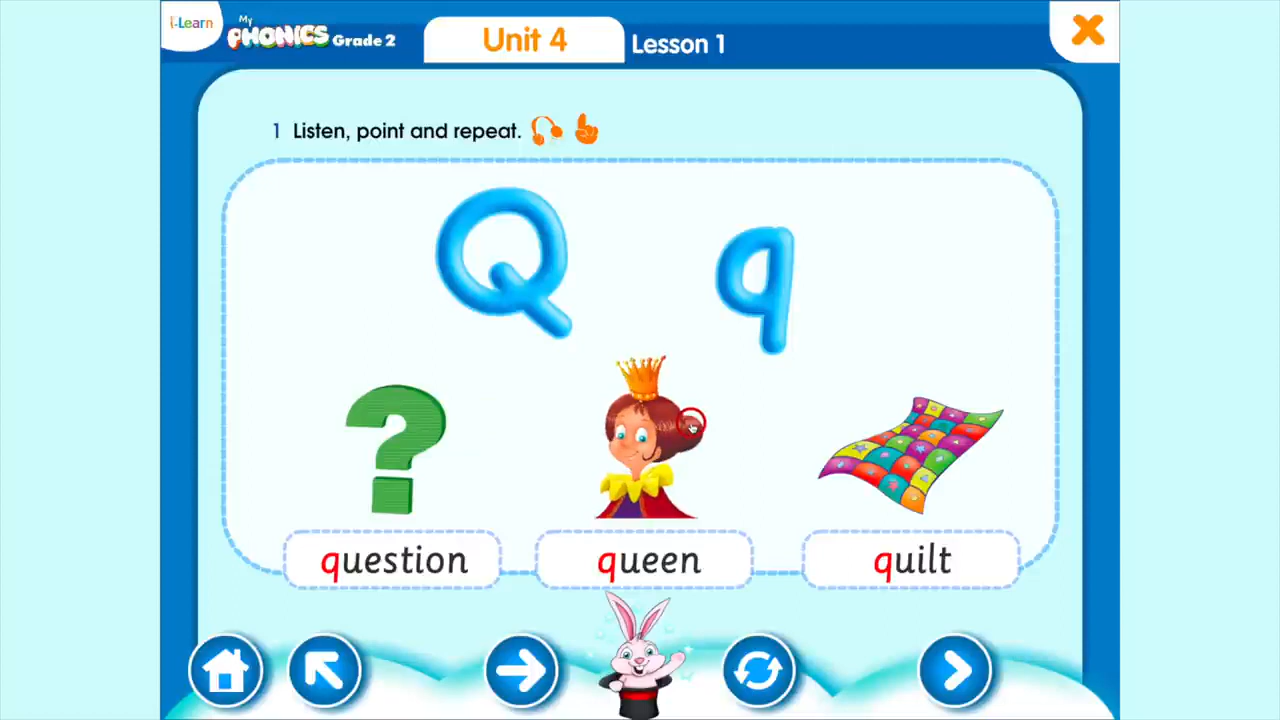 i-Learn
My
PHONICS Grade 2
Unit 4
Lesson 1
1 Listen, point and repeat.
Q q
?
question
queen
quilt